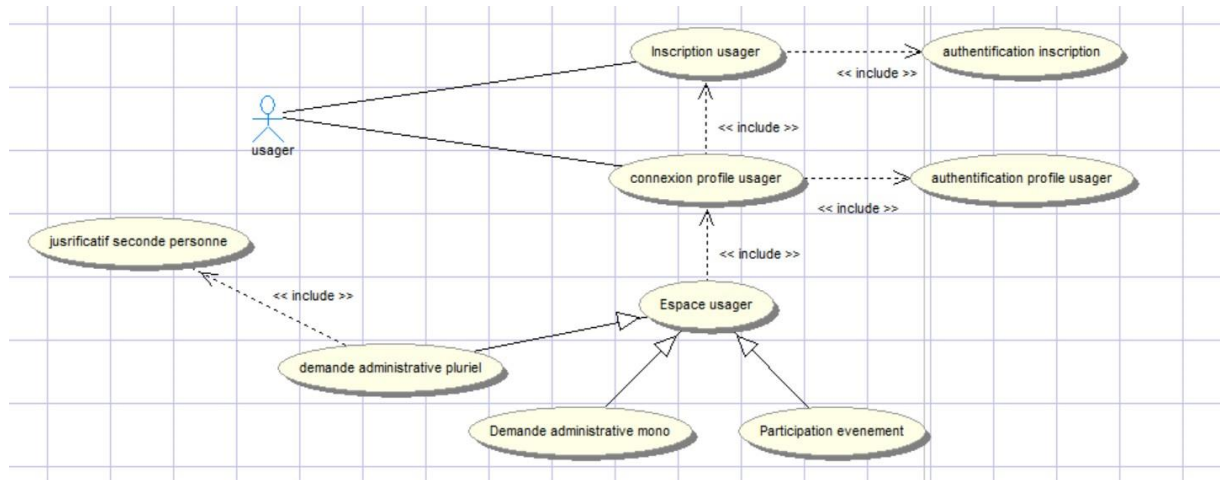 Inscription usager
authentification inscription
<< include >>
<< include >>
usager
connexion profile usager
authentification profile usager
<< include >>
jusrificatif seconde personne
<< include >>
<< include >>
Espace usager
demande administrative pluriel
Demande administrative mono
Participation evenement